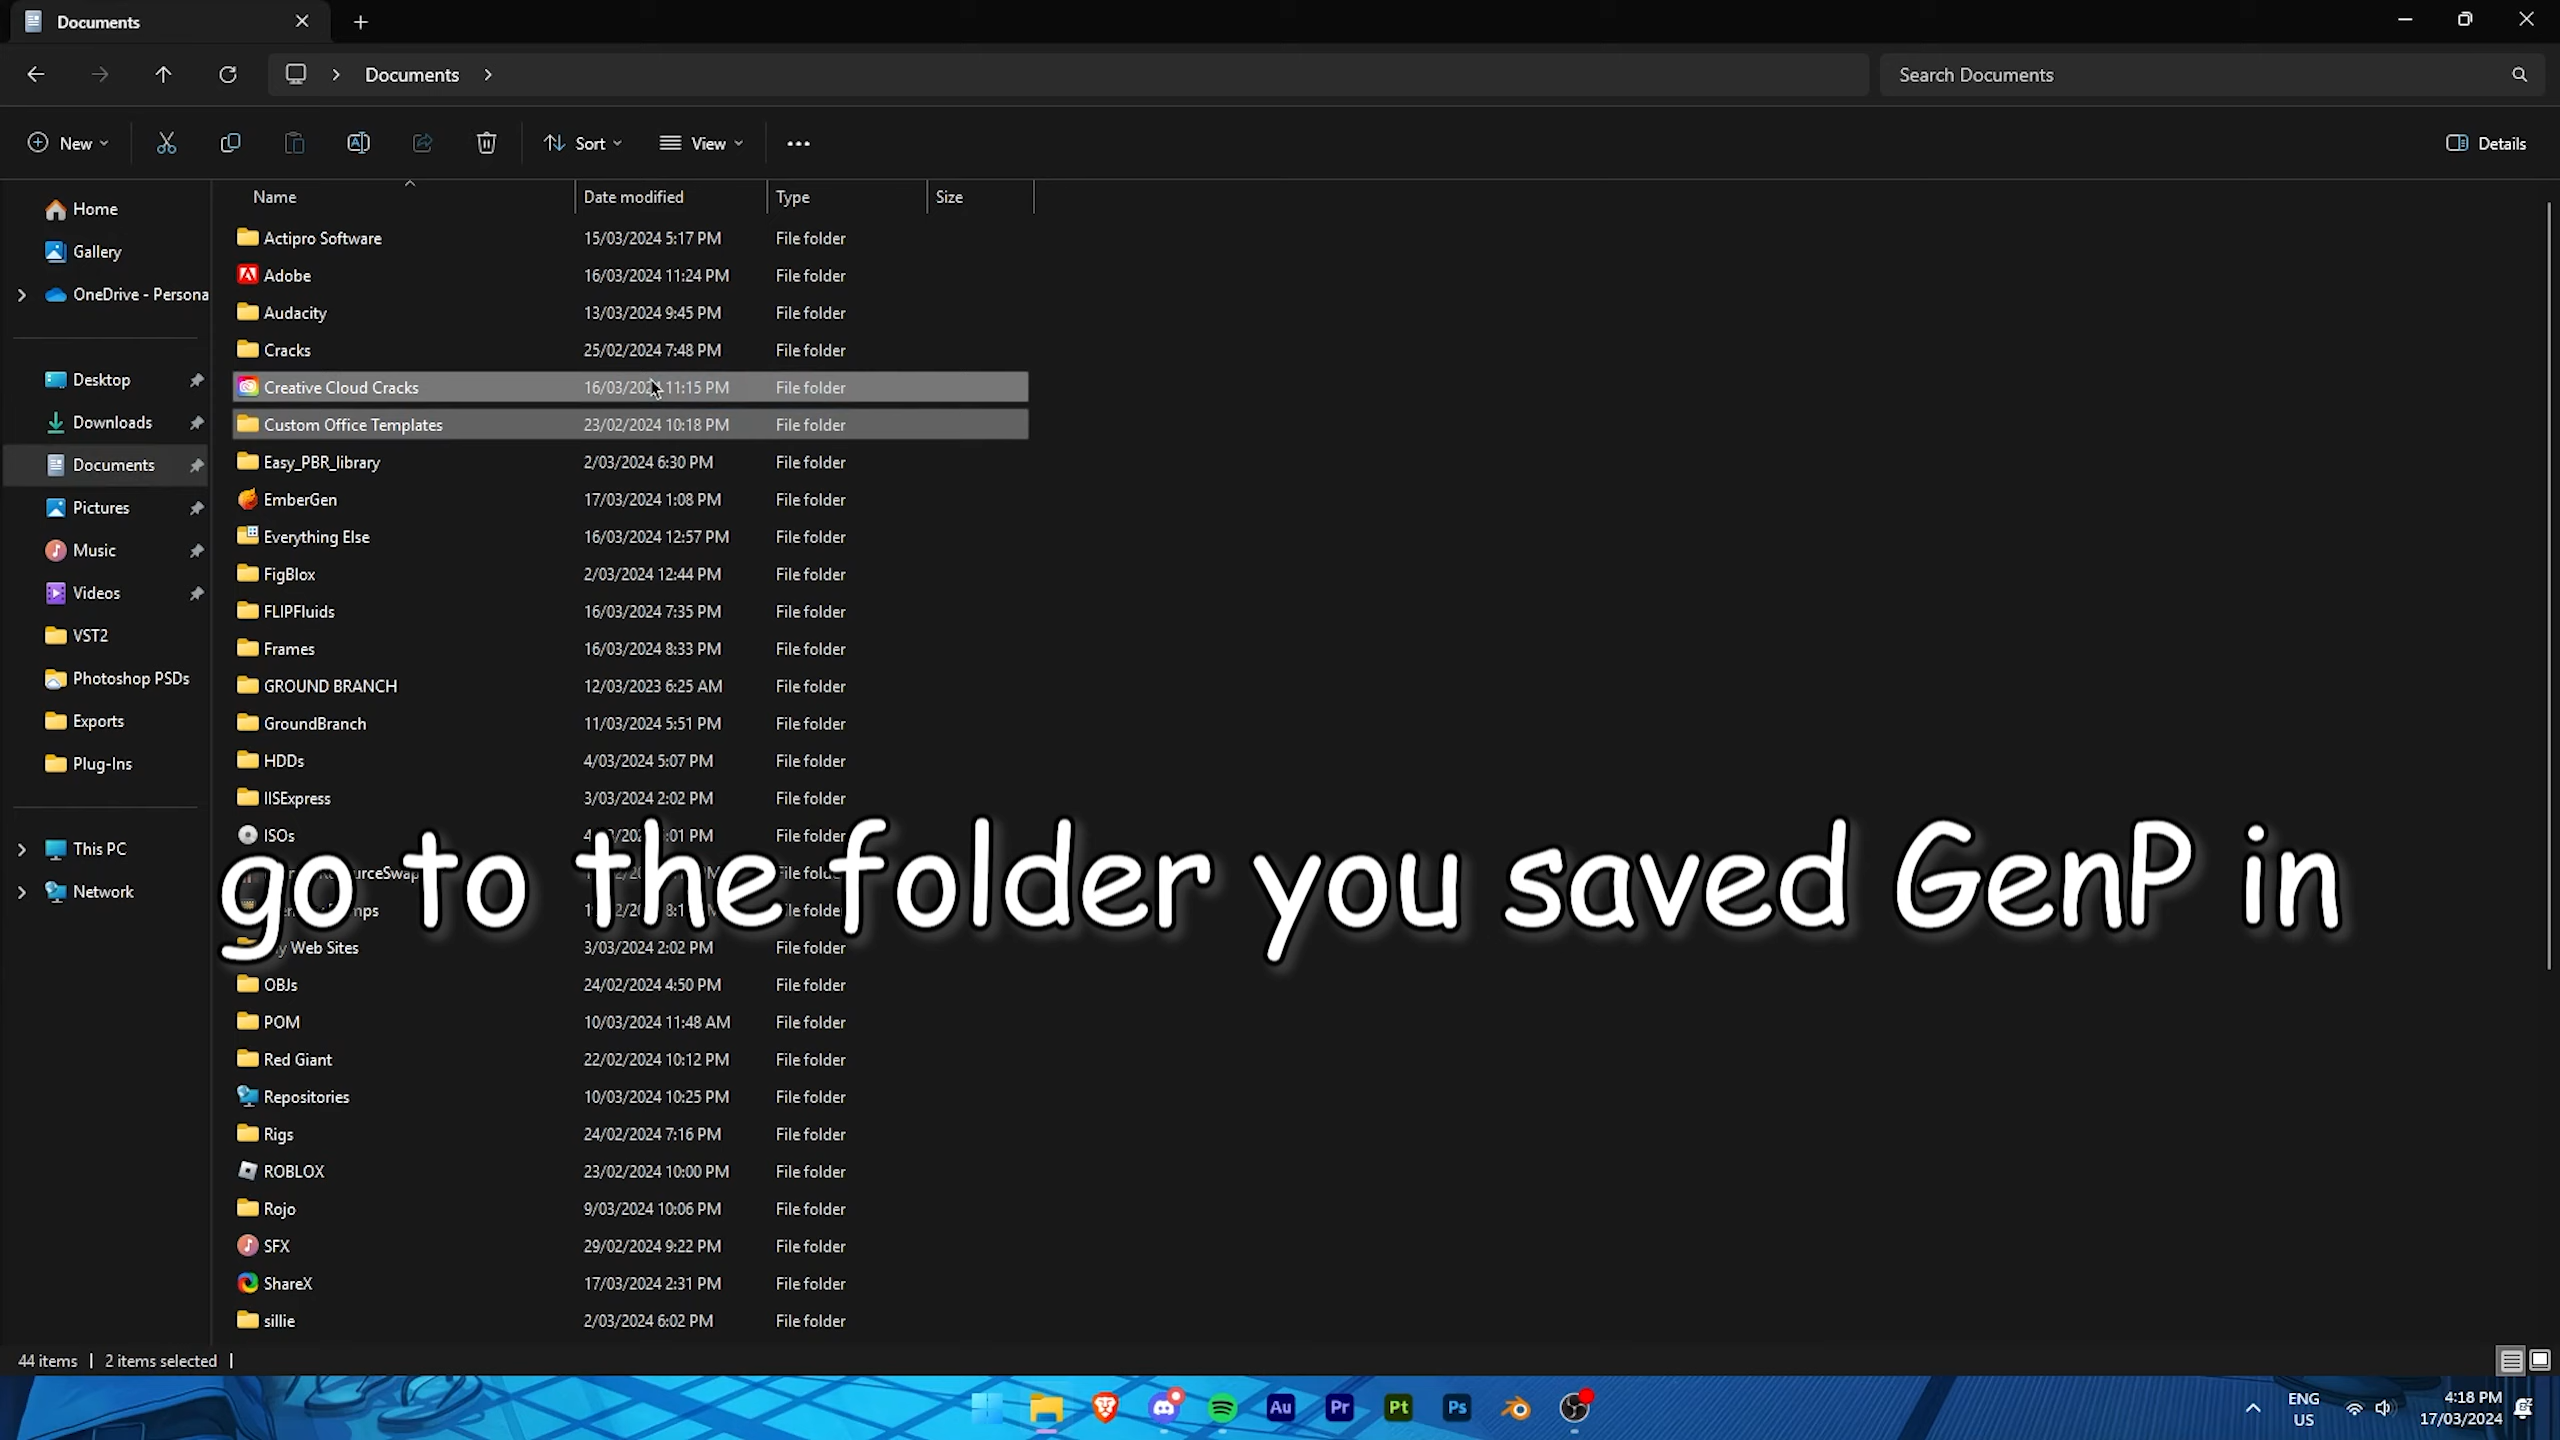 Documents
Documents
Search Documents
New
Sort
View
Details
Name
Date modified
Type
Size
Home
Gallery
OneDrive - Persona
Desktop
Downloads
Documents
Pictures
Music
Videos
VST2
Photoshop PSDs
Exports
Plug-Ins
This PC
Network
Actipro Software 15/03/2024 5:17 PM File folder
Adobe 16/03/2024 11:24 PM File folder
Audacity 13/03/2024 9:45 PM File folder
Cracks 25/02/2024 7:48 PM File folder
Creative Cloud Cracks 11:15 PM File folder
Custom Office Templates 23/02/2024 10:18 PM File folder
Easy_PBR_library 2/03/2024 6:30 PM File folder
EmberGen 17/03/2024 1:08 PM File folder
Everything Else 16/03/2024 12:57 PM File folder
FigBlox 2/03/2024 12:44 PM File folder
FLIPFluids 16/03/2024 7:35 PM File folder
Frames 16/03/2024 8:33 PM File folder
GROUND BRANCH 12/03/2023 6:25 AM File folder
GroundBranch 11/03/2024 5:51 PM File folder
HDDs 4/03/2024 5:07 PM File folder
IISExpress 3/03/2024 2:02 PM File folder
ISOs PM File folder
go to the folder you saved GenP in
Web Sites 3/03/2024 2:02 PM File folder
OBJs 24/02/2024 4:50 PM File folder
POM 10/03/2024 11:48 AM File folder
Red Giant 22/02/2024 10:12 PM File folder
Repositories 10/03/2024 10:25 PM File folder
Rigs 24/02/2024 7:16 PM File folder
ROBLOX 23/02/2024 10:00 PM File folder
Rojo 9/03/2024 10:06 PM File folder
SFX 29/02/2024 9:22 PM File folder
ShareX 17/03/2024 2:31 PM File folder
sillie 2/03/2024 6:02 PM File folder
44 items 2 items selected
Au Pr Pt Ps
ENG
US
4:18 PM
17/03/2024